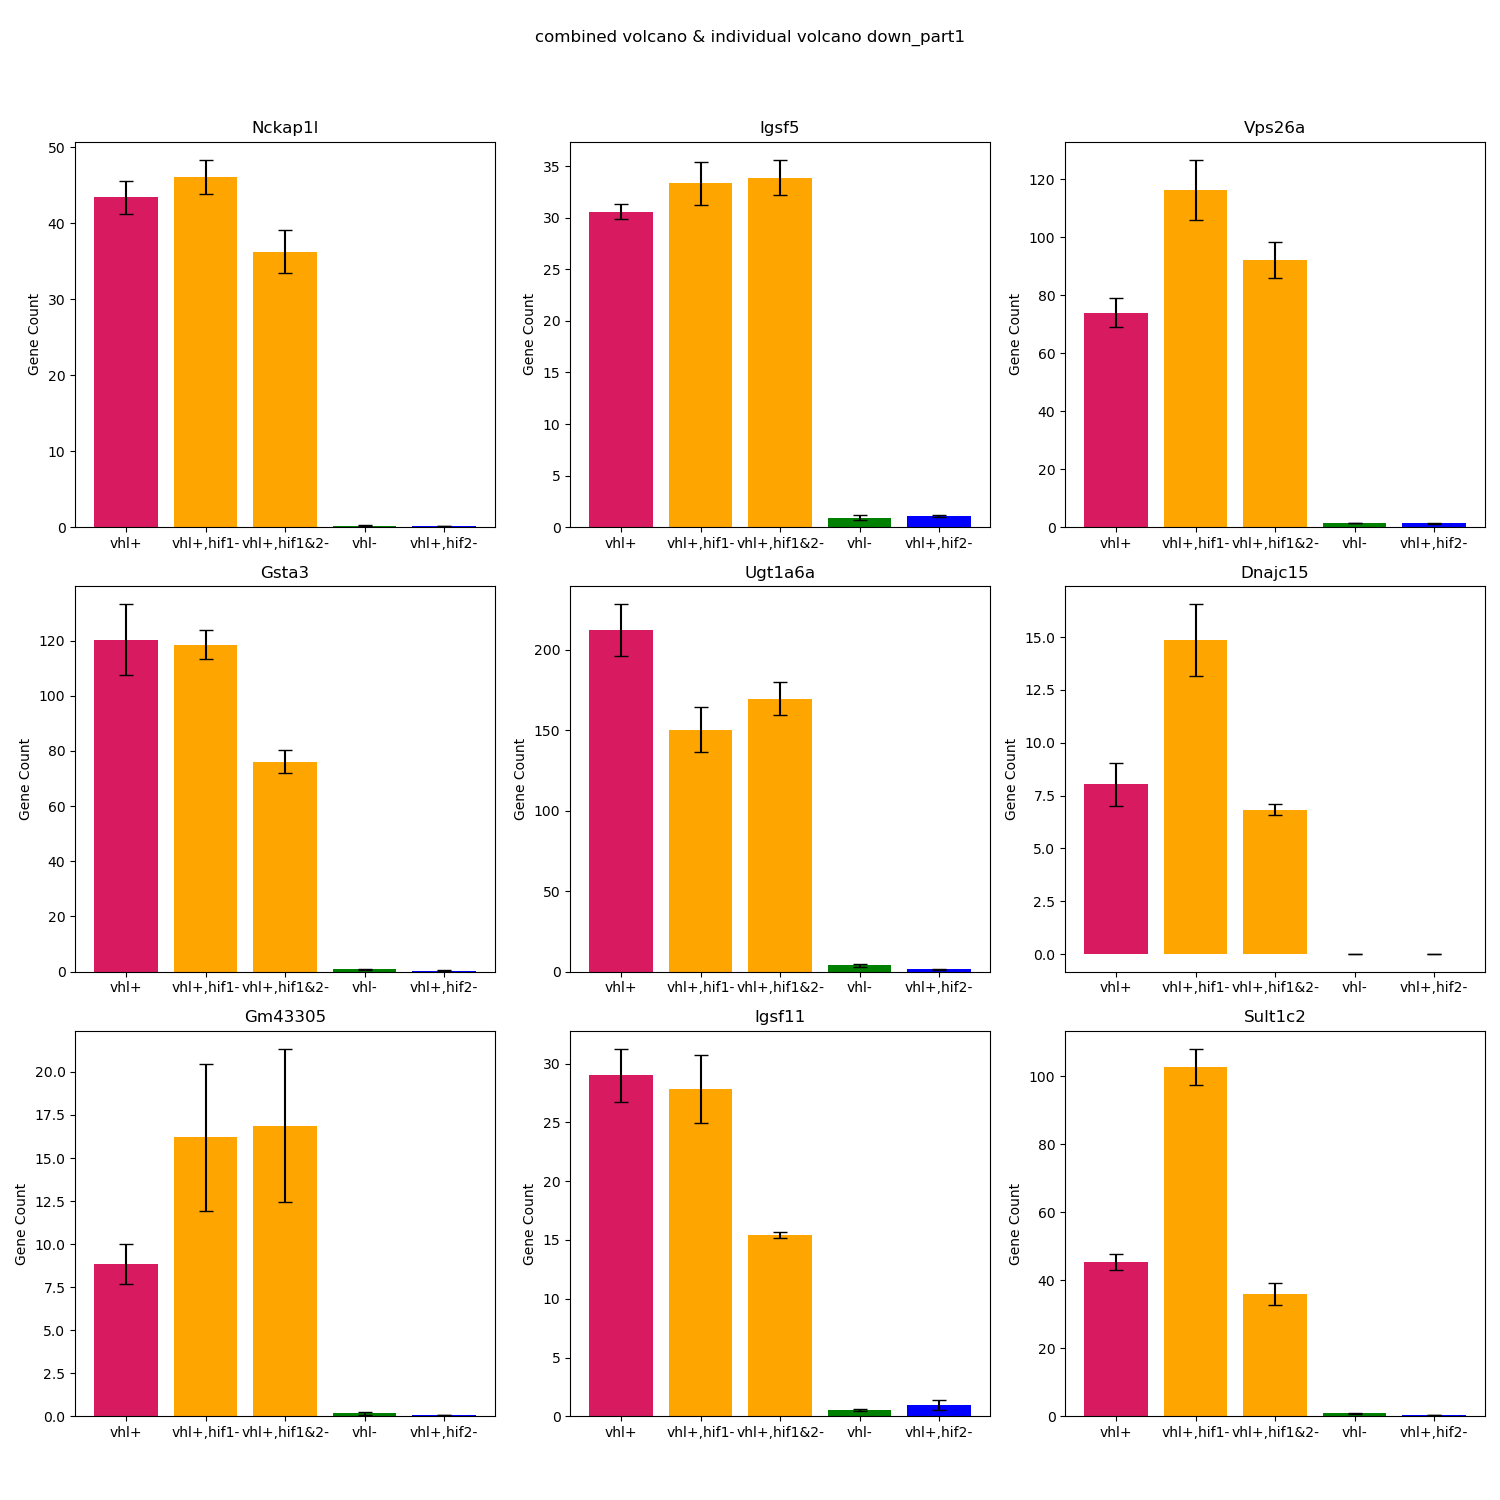 combined volcano & individual volcano down_part1
Nckap1l
Igsf5
Vps26a
Gene Count
50
40
30
20
10
0
vhl+ vhl+,hif1- vhl+,hif1&2- vhl- vhl+,hif2-
Gene Count
35
30
25
20
15
10
5
0
vhl+ vhl+,hif1- vhl+,hif1&2- vhl- vhl+,hif2-
Gene Count
120
100
80
60
40
20
0
vhl+ vhl+,hif1- vhl+,hif1&2- vhl- vhl+,hif2-
Gsta3
Ugt1a6a
Dnajc15
Gene Count
120
100
80
60
40
20
0
vhl+ vhl+,hif1- vhl+,hif1&2- vhl- vhl+,hif2-
Gene Count
200
150
100
50
0
vhl+ vhl+,hif1- vhl+,hif1&2- vhl- vhl+,hif2-
Gene Count
15.0
12.5
10.0
7.5
5.0
2.5
0.0
vhl+ vhl+,hif1- vhl+,hif1&2- vhl- vhl+,hif2-
Gm43305
Igsf11
Sult1c2
Gene Count
20.0
17.5
15.0
12.5
10.0
7.5
5.0
2.5
0.0
vhl+ vhl+,hif1- vhl+,hif1&2- vhl- vhl+,hif2-
Gene Count
30
25
20
15
10
5
0
vhl+ vhl+,hif1- vhl+,hif1&2- vhl- vhl+,hif2-
Gene Count
100
80
60
40
20
0
vhl+ vhl+,hif1- vhl+,hif1&2- vhl- vhl+,hif2-